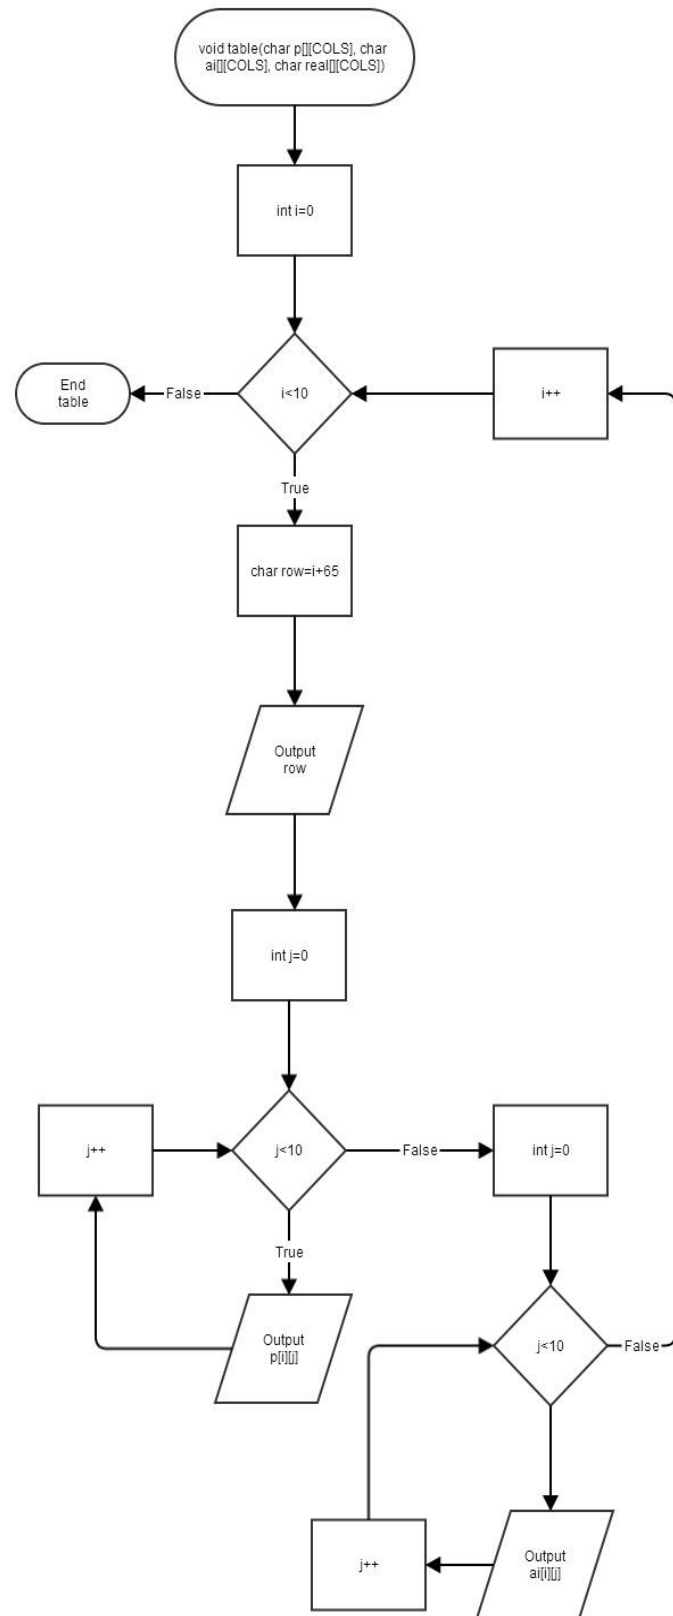 void table(char p[][COLS], char
ai[][COLS], char real[][COLS])
int i=0
End
table
False
i<10
i++
True
char row=i+65
Output
row
int j=0
j++
j<10
False
int j=0
True
Output
p[i][j]
j<10
False
j++
Output
ai[i][j]